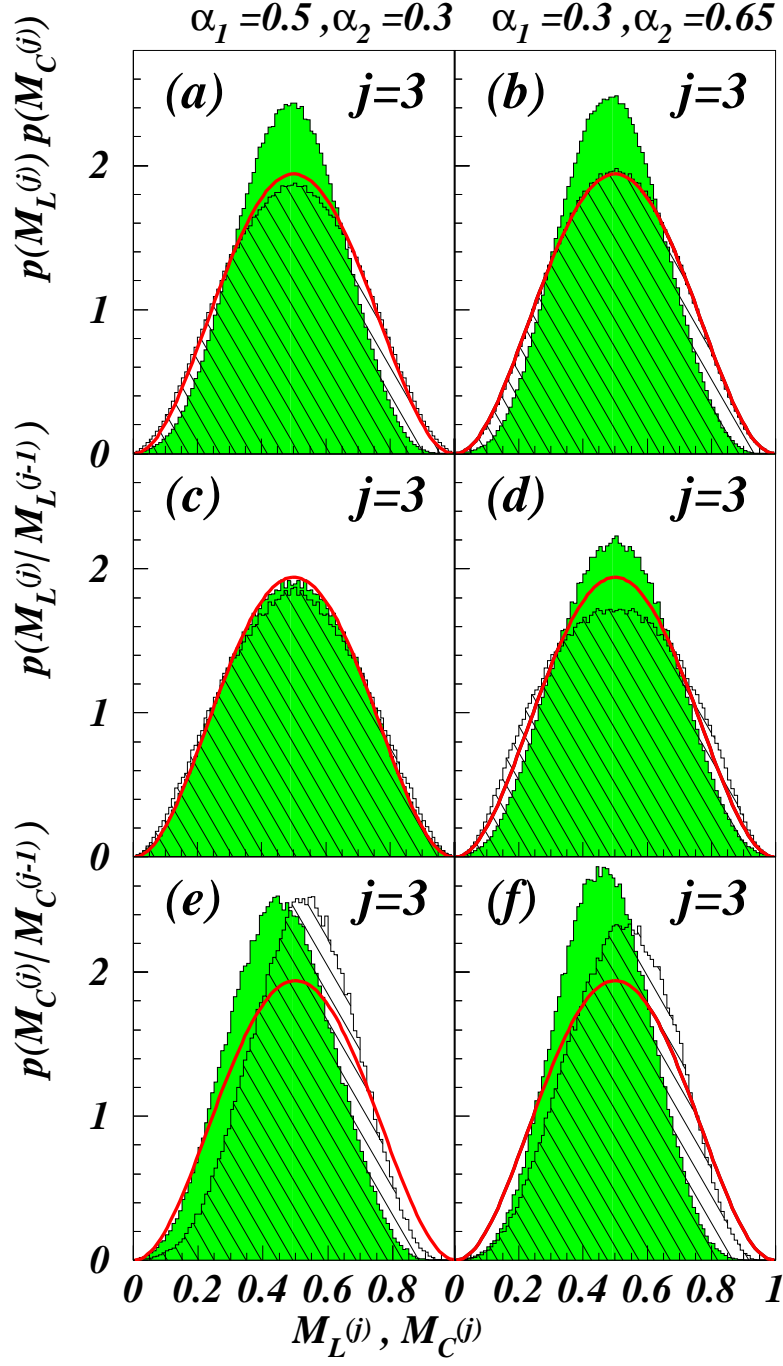 α1 =0.5 ,α2 =0.3 α1 =0.3 ,α2 =0.65
p(ML(j)) p(MC(j))
(a) j=3 (b) j=3
2
1
0
p(ML(j)| ML(j-1))
(c) j=3 (d) j=3
2
1
0
p(MC(j)| MC(j-1))
(e) j=3 (f) j=3
2
1
0
0 0.2 0.4 0.6 0.8 0 0.2 0.4 0.6 0.8 1
ML(j) , MC(j)